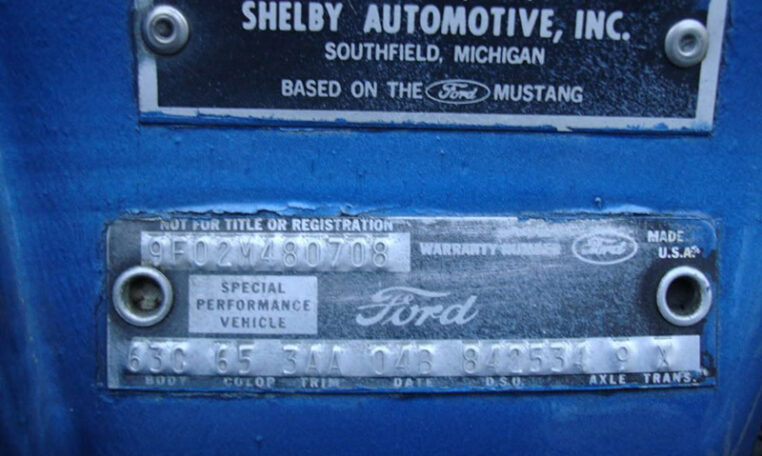 SHELBY AUTOMOTIVE, INC.
SOUTHFIELD, MICHIGAN
BASED ON THE Ford MUSTANG
NOT FOR TITLE OR REGISTRATION
9F02M480708 WARRANTY NUMBER Ford MADE
U.S.A.
SPECIAL
PERFORMANCE
VEHICLE
Ford
63C 65 3AA 04B 842534 9 X
BODY COLOR TRIM DATE D.S.O. AXLE TRANS.